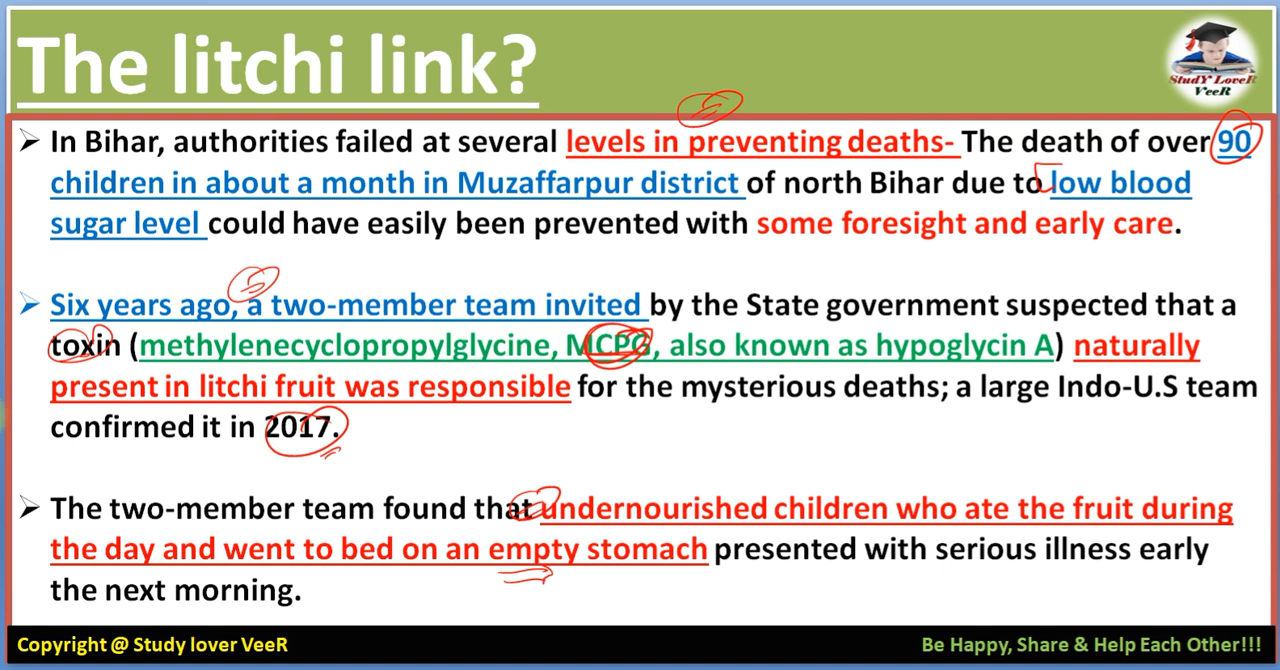 The litchi link?
StudY LoveR
VeeR
➢ In Bihar, authorities failed at several levels in preventing deaths- The death of over 90
children in about a month in Muzaffarpur district of north Bihar due to low blood
sugar level could have easily been prevented with some foresight and early care.
➢ Six years ago, a two-member team invited by the State government suspected that a
toxin (methylenecyclopropylglycine, MCPG, also known as hypoglycin A) naturally
present in litchi fruit was responsible for the mysterious deaths; a large Indo-U.S team
confirmed it in 2017.
➢ The two-member team found that undernourished children who ate the fruit during
the day and went to bed on an empty stomach presented with serious illness early
the next morning.
Copyright @ Study lover VeeR
Be Happy, Share & Help Each Other!!!